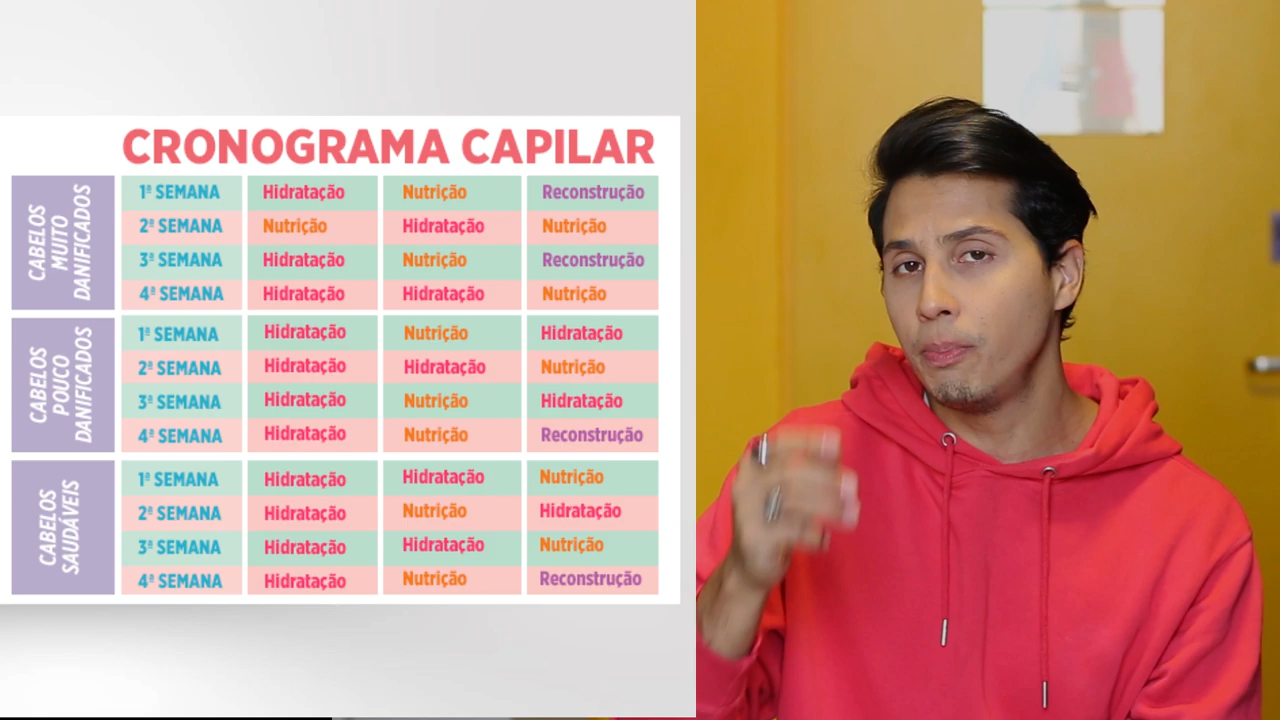 CRONOGRAMA CAPILAR
CABELOS
MUITO
DANIFICADOS
1ª SEMANA Hidratação Nutrição Reconstrução
2ª SEMANA Nutrição Hidratação Nutrição
3ª SEMANA Hidratação Nutrição Reconstrução
4ª SEMANA Hidratação Hidratação Nutrição
CABELOS
POUCO
DANIFICADOS
1ª SEMANA Hidratação Nutrição Hidratação
2ª SEMANA Hidratação Hidratação Nutrição
3ª SEMANA Hidratação Nutrição Hidratação
4ª SEMANA Hidratação Nutrição Reconstrução
CABELOS
SAUDÁVEIS
1ª SEMANA Hidratação Hidratação Nutrição
2ª SEMANA Hidratação Nutrição Hidratação
3ª SEMANA Hidratação Hidratação Nutrição
4ª SEMANA Hidratação Nutrição Reconstrução